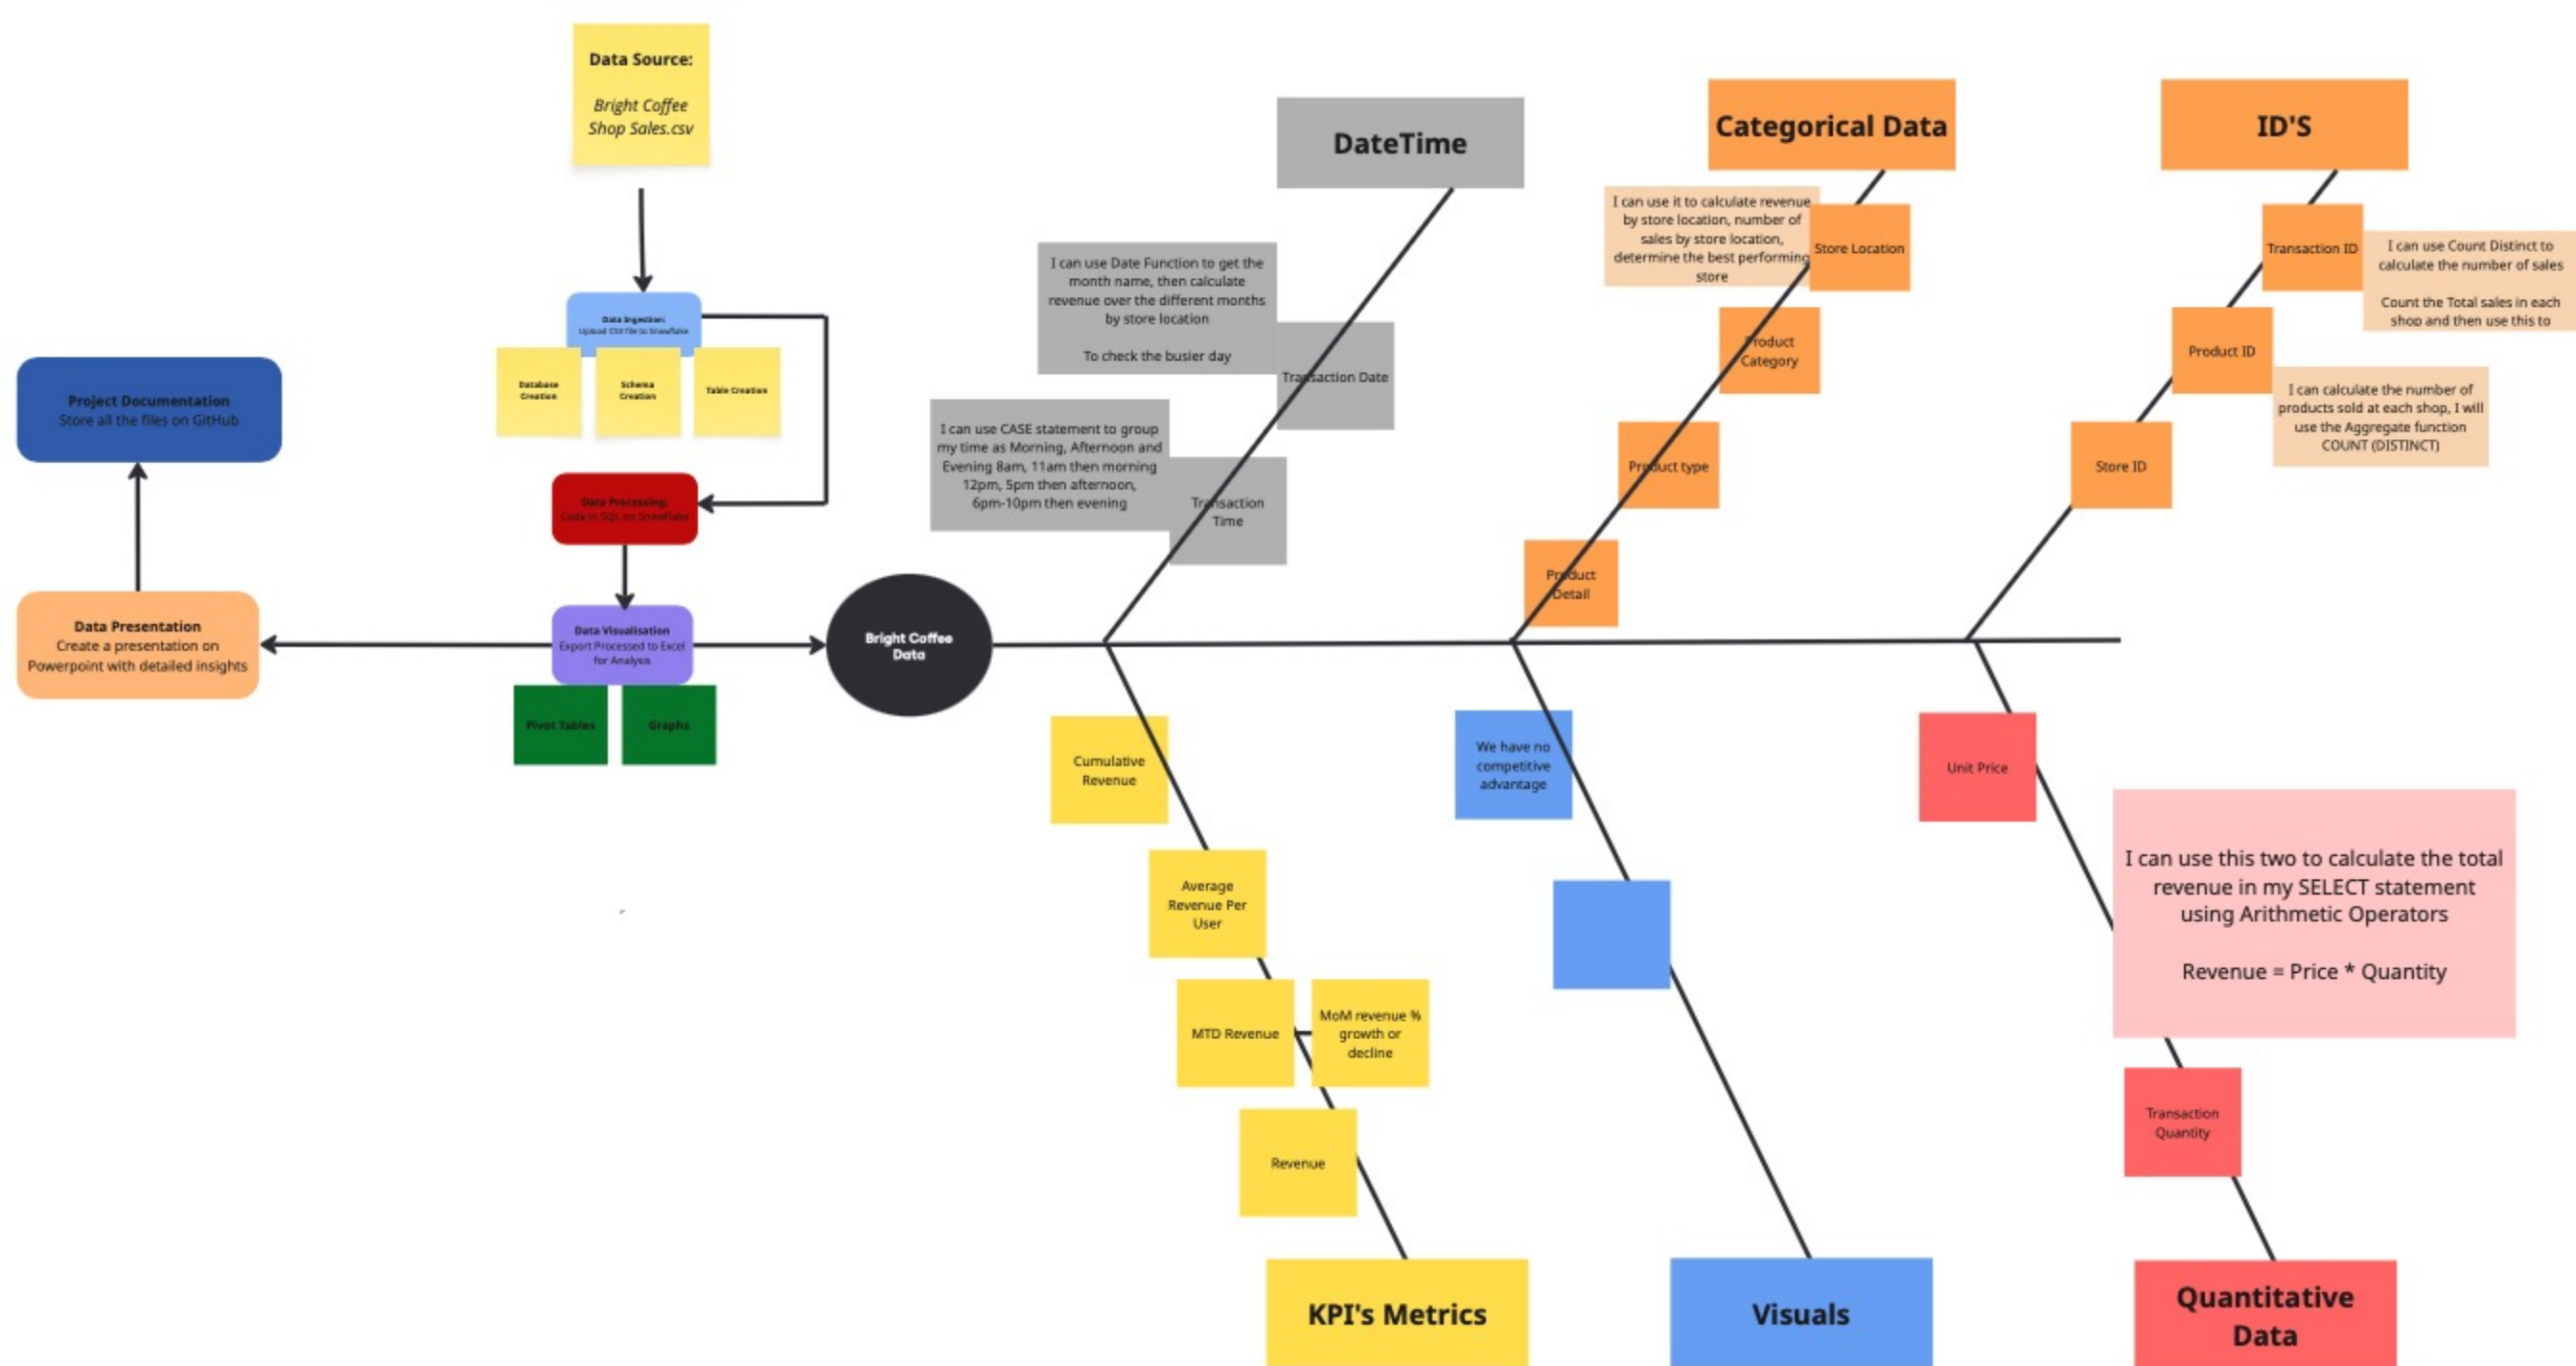 Data Source:
Bright Coffee
Shop Sales.csv
Data Ingestion:
Upload CSV file to Snowflake
Database
Creation
Schema
Creation
Table Creation
Project Documentation
Store all the files on GitHub
Data Processing:
Code in SQL on Snowflake
Data Presentation
Create a presentation on
Powerpoint with detailed insights
Data Visualisation
Export Processed to Excel
for Analysis
Pivot Tables
Graphs
Bright Coffee
Data
DateTime
I can use Date Function to get the
month name, then calculate
revenue over the different months
by store location
To check the busier day
Transaction Date
I can use CASE statement to group
my time as Morning, Afternoon and
Evening 8am, 11am then morning
12pm, 5pm then afternoon,
6pm-10pm then evening
Transaction
Time
Categorical Data
I can use it to calculate revenue
by store location, number of
sales by store location,
determine the best performing
store
Store Location
Product
Category
Product type
Product
Detail
ID'S
Transaction ID
I can use Count Distinct to
calculate the number of sales
Count the Total sales in each
shop and then use this to
Product ID
I can calculate the number of
products sold at each shop, I will
use the Aggregate function
COUNT (DISTINCT)
Store ID
Cumulative
Revenue
Average
Revenue Per
User
MTD Revenue
MoM revenue %
growth or
decline
Revenue
KPI's Metrics
We have no
competitive
advantage
Visuals
Unit Price
I can use this two to calculate the total
revenue in my SELECT statement
using Arithmetic Operators
Revenue = Price * Quantity
Transaction
Quantity
Quantitative
Data